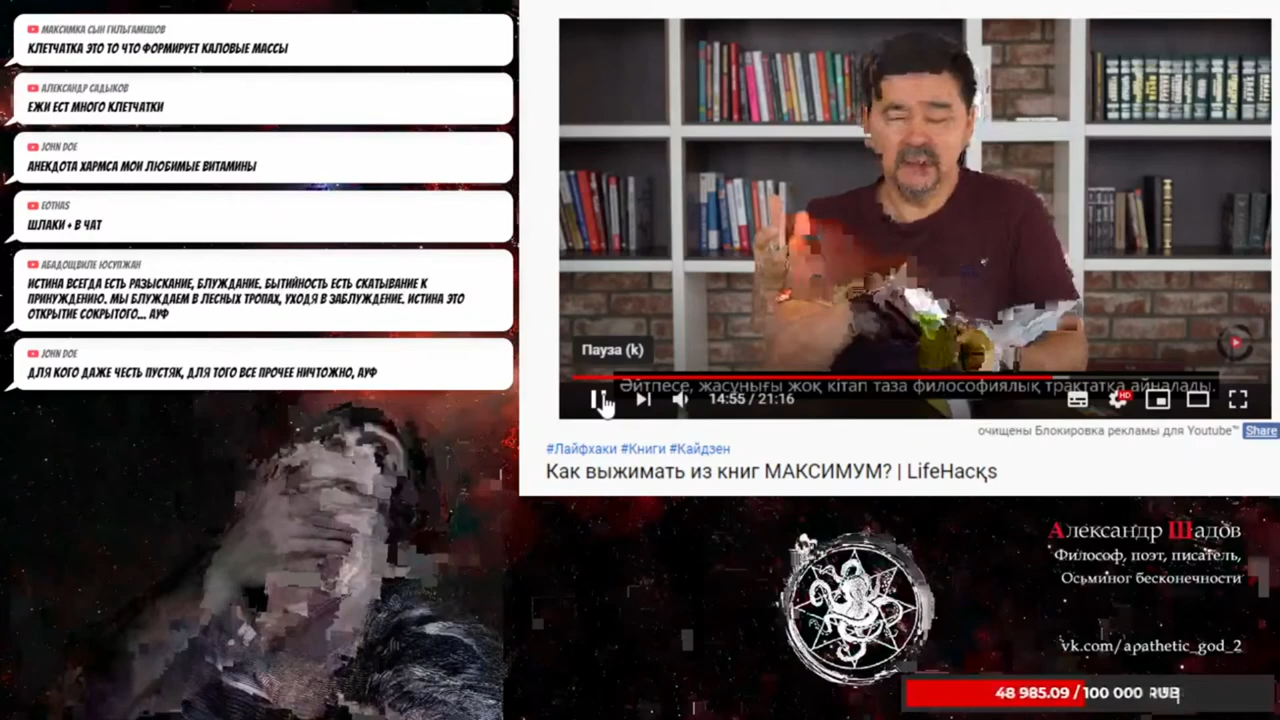 МАКСИМКА СЫН ГИЛЬГАМЕШОВ
КЛЕТЧАТКА ЭТО ТО ЧТО ФОРМИРУЕТ КАЛОВЫЕ МАССЫ
АЛЕКСАНДР САДЫКОВ
ЕЖИ ЕСТ МНОГО КЛЕТЧАТКИ
JOHN DOE
АНЕКДОТА ХАРМСА МОИ ЛЮБИМЫЕ ВИТАМИНЫ
EOTHAS
ШЛАКИ + В ЧАТ
АБАДОЩВИЛЕ ЮСУПЖАН
ИСТИНА ВСЕГДА ЕСТЬ РАЗЫСКАНИЕ, БЛУЖДАНИЕ. БЫТИЙНОСТЬ ЕСТЬ СКАТЫВАНИЕ К
ПРИНУЖДЕНИЮ. МЫ БЛУЖДАЕМ В ЛЕСНЫХ ТРОПАХ, УХОДЯ В ЗАБЛУЖДЕНИЕ. ИСТИНА ЭТО
ОТКРЫТИЕ СОКРЫТОГО... АУФ
JOHN DOE
ДЛЯ КОГО ДАЖЕ ЧЕСТЬ ПУСТЯК, ДЛЯ ТОГО ВСЕ ПРОЧЕЕ НИЧТОЖНО, АУФ
Пауза (k)
Әйтпесе, жасуныңы жоқ кітап таза философиялық трактатқа айналады.
14:55 / 21:16
HD
очищены Блокировка рекламы для Youtube™ Share
#Лайфхаки #Книги #Кайдзен
Как выжимать из книг МАКСИМУМ? | LifeHacқs
Александр Шадов
Философ, поэт, писатель,
Осьминог бесконечности
vk.com/apathetic_god_2
48 985.09 / 100 000 RUB